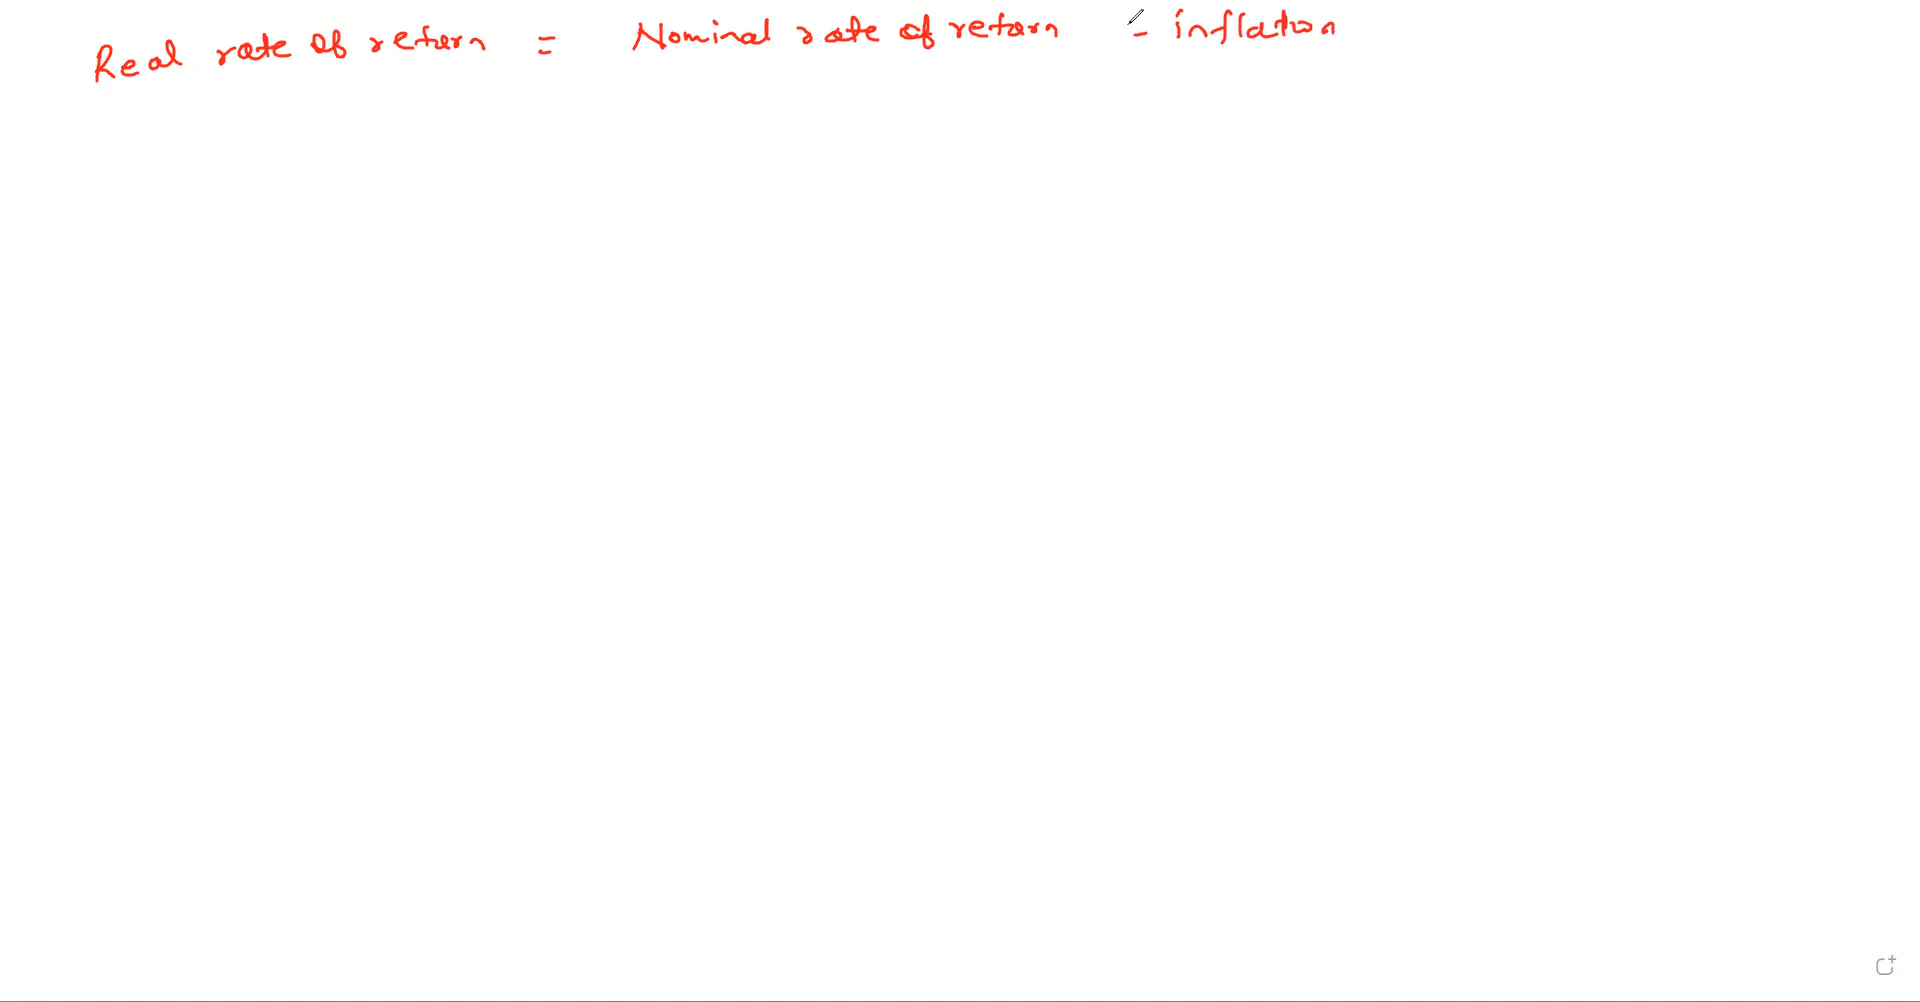 Real rate of return = Nominal rate of return - inflation